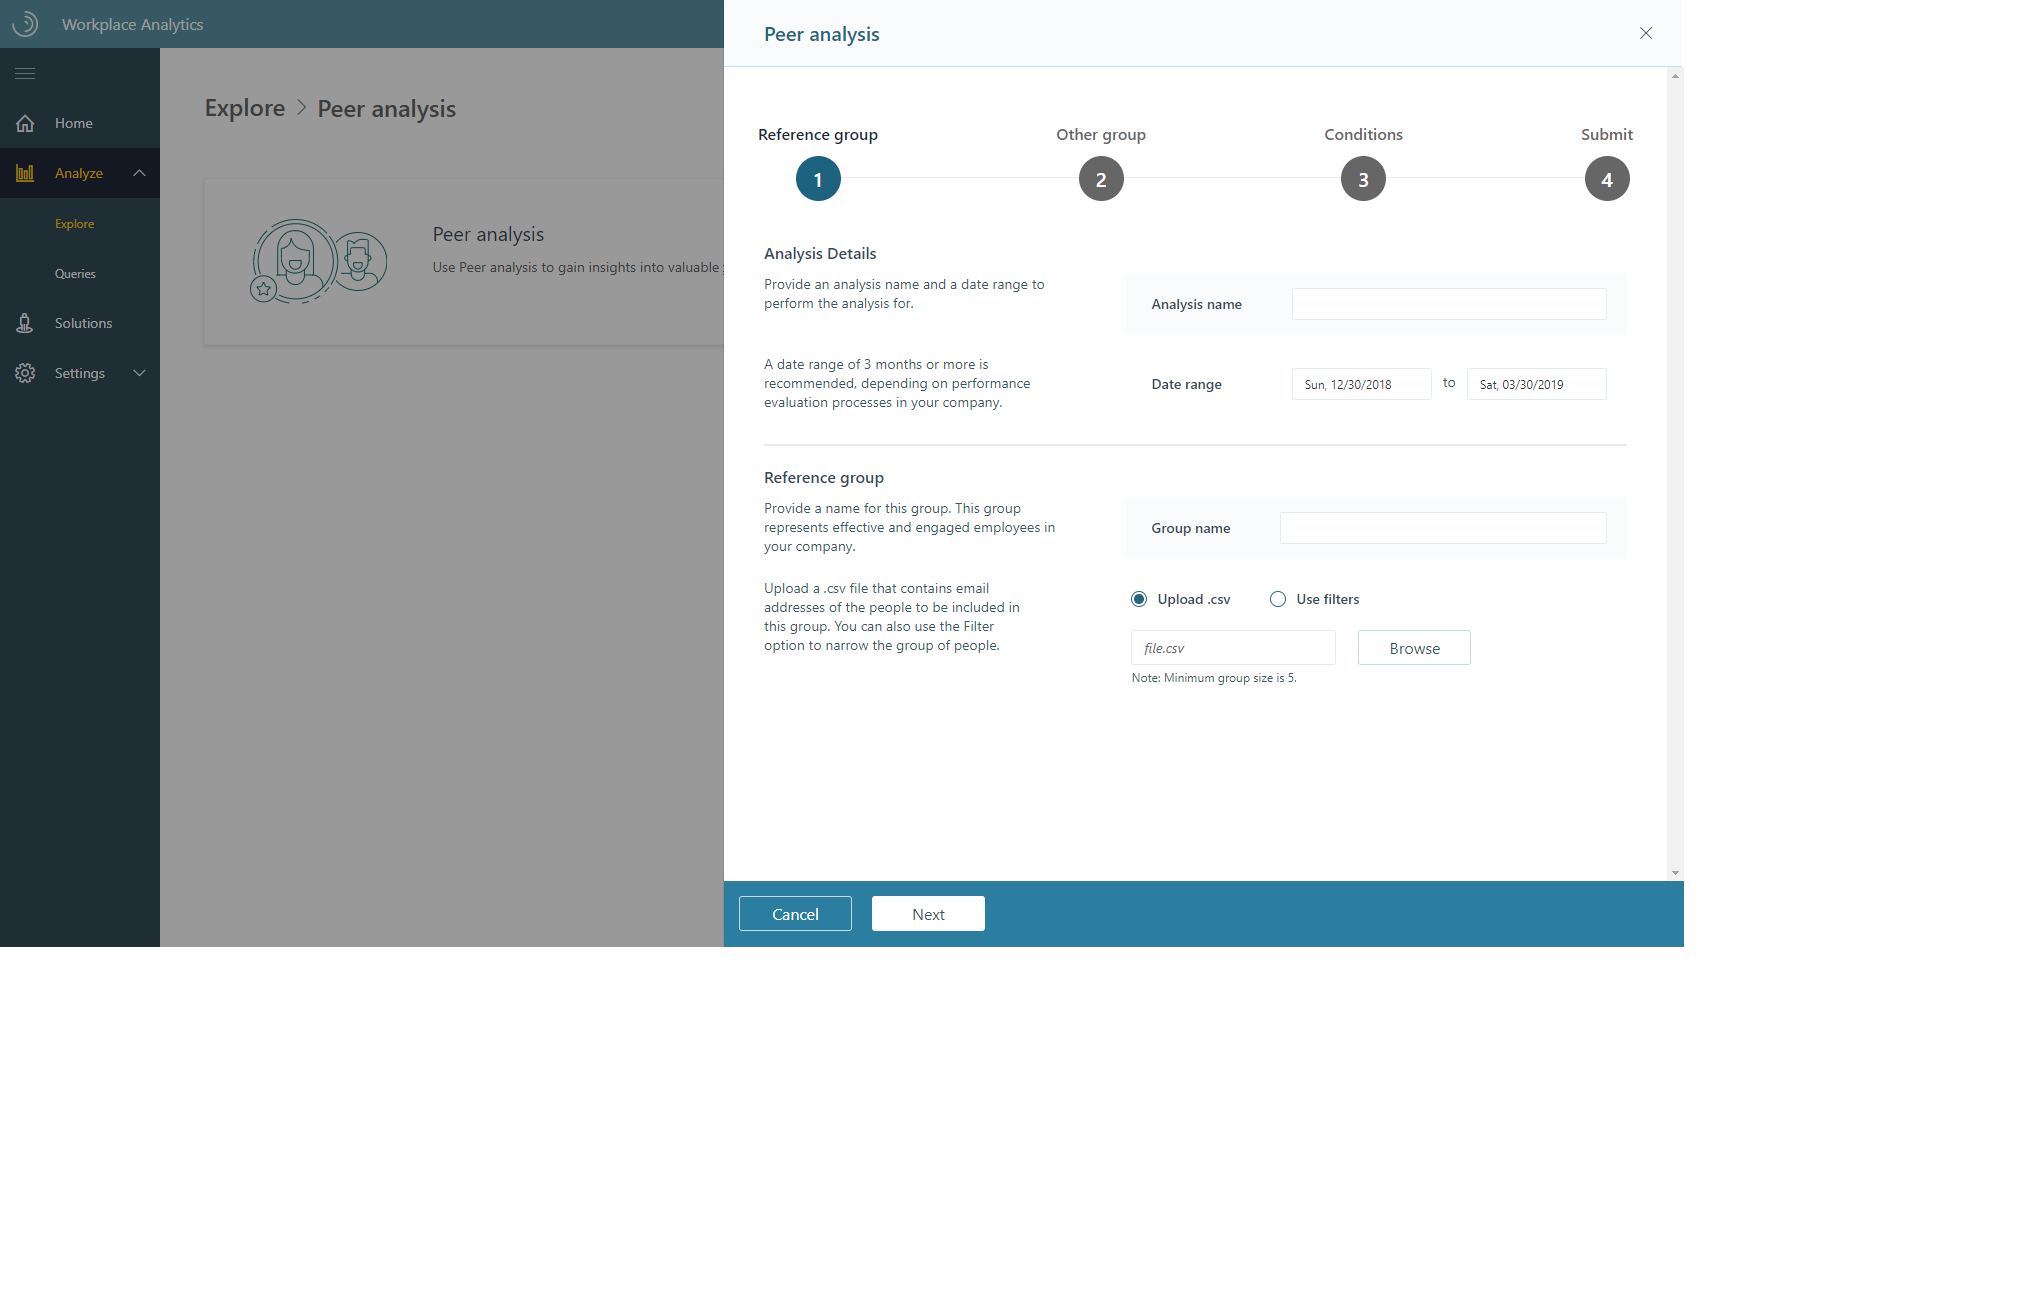 Workplace Analytics
Home
Analyze
Explore
Queries
Solutions
Settings
Explore > Peer analysis
Peer analysis
Use Peer analysis to gain insights into valuable
Peer analysis
Reference group
Other group
Conditions
Submit
1
2
3
4
Analysis Details
Provide an analysis name and a date range to
perform the analysis for.
Analysis name
A date range of 3 months or more is
recommended, depending on performance
evaluation processes in your company.
Date range
Sun, 12/30/2018
to
Sat, 03/30/2019
Reference group
Provide a name for this group. This group
represents effective and engaged employees in
your company.
Group name
Upload a .csv file that contains email
addresses of the people to be included in
this group. You can also use the Filter
option to narrow the group of people.
Upload .csv
Use filters
file.csv
Browse
Note: Minimum group size is 5.
Cancel
Next